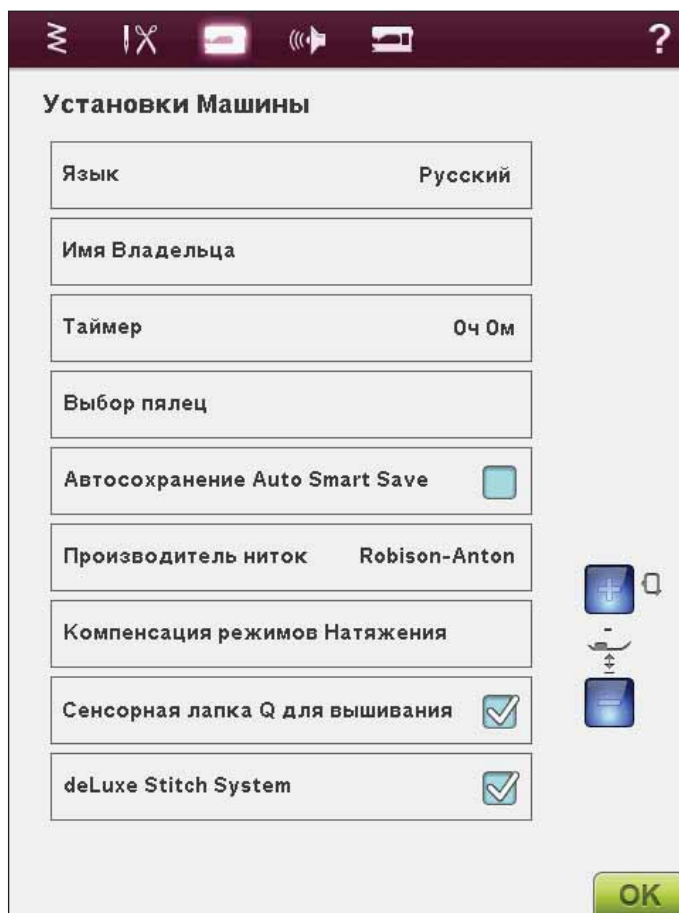 ?
Установки Машины
Язык Русский
Имя Владельца
Таймер 0ч 0м
Выбор пялец
Автосохранение Auto Smart Save
Производитель ниток Robison-Anton
Компенсация режимов Натяжения
Сенсорная лапка Q для вышивания
deLuxe Stitch System
OK